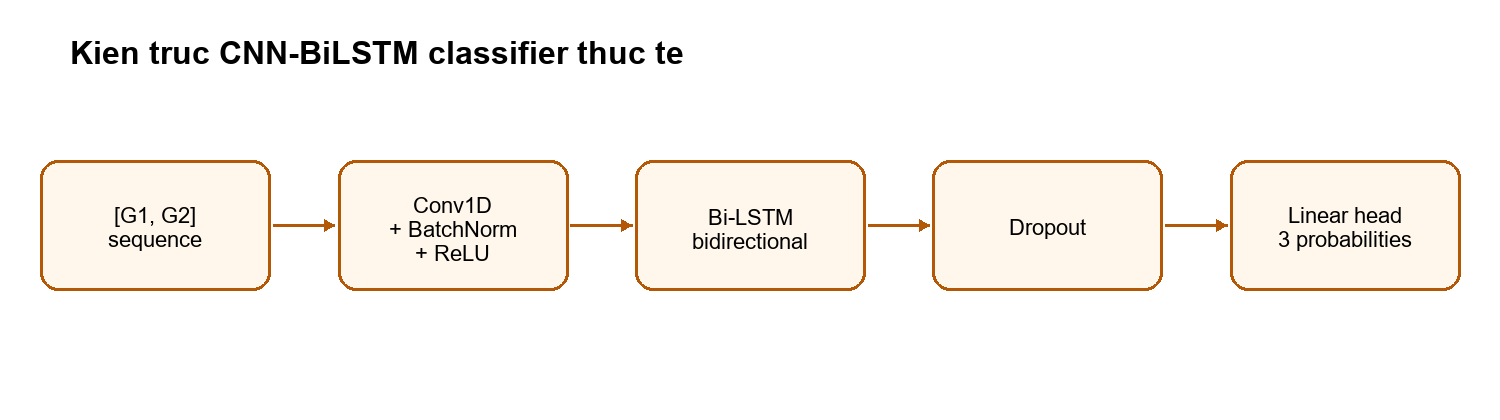 Kien truc CNN-BiLSTM classifier thuc te
[G1, G2]
sequence
Conv1D
+ BatchNorm
+ ReLU
Bi-LSTM
bidirectional
Dropout
Linear head
3 probabilities